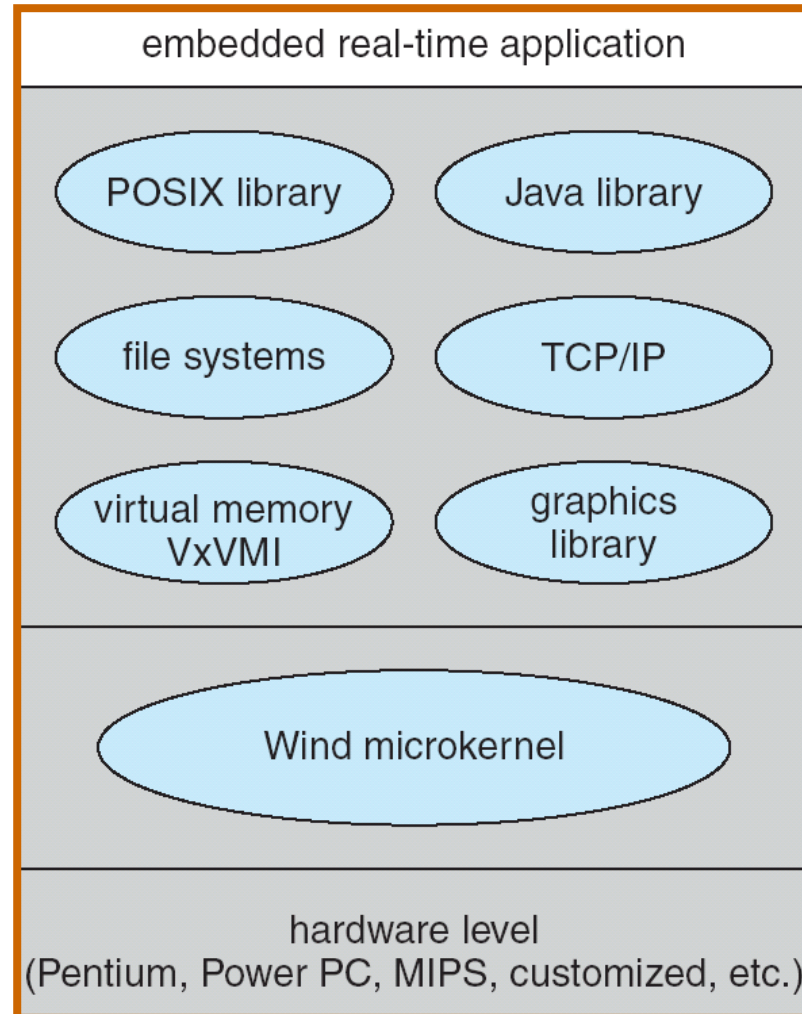 embedded real-time application
POSIX library
Java library
file systems
TCP/IP
virtual memory
VxVMI
graphics
library
Wind microkernel
hardware level
(Pentium, Power PC, MIPS, customized, etc.)